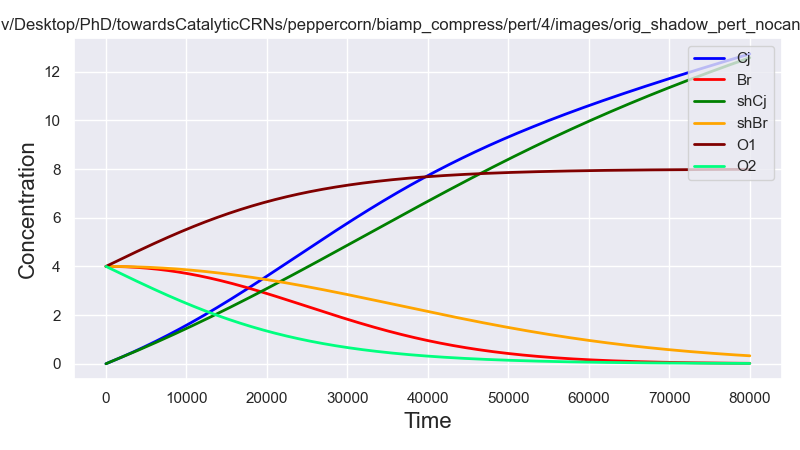 v/Desktop/PhD/towardsCatalyticCRNs/peppercorn/biamp_compress/pert/4/images/orig_shadow_pert_nocan
Concentration
12
10
8
6
4
2
0
Cj
Br
shCj
shBr
O1
O2
0 10000 20000 30000 40000 50000 60000 70000 80000
Time